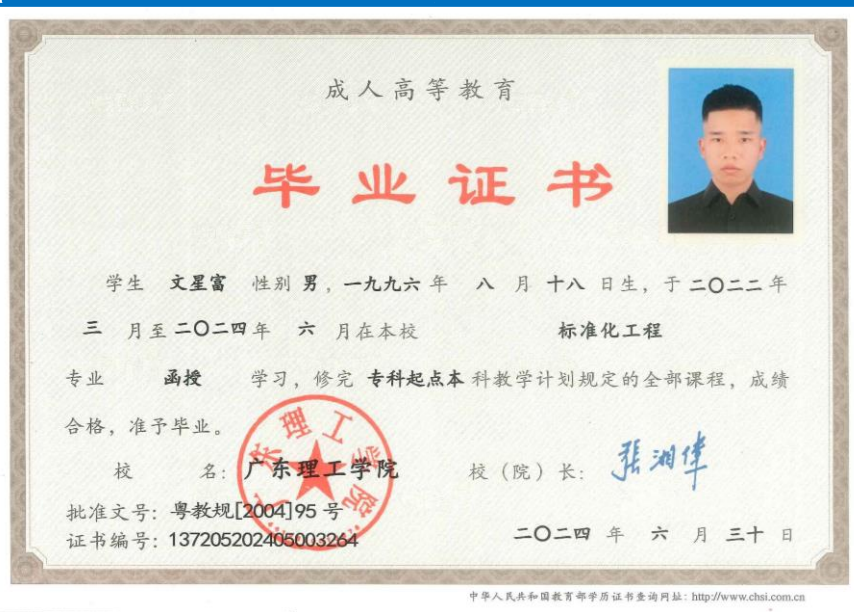 成人高等教育
毕业证书
学生 文星富 性别 男，一九九六 年 八 月 十八 日生，于 二〇二二 年
三 月至 二〇二四 年 六 月在本校 标准化工程
专业 函授 学习，修完 专科起点本 科教学计划规定的全部课程，成绩
合格，准予毕业。
校 名：广东理工学院 校（院）长：张湘伟
广东理工学院
批准文号：粤教规[2004]95 号
证书编号：137205202405003264 二〇二四 年 六 月 三十 日
中华人民共和国教育部学历证书查询网址：http://www.chsi.com.cn